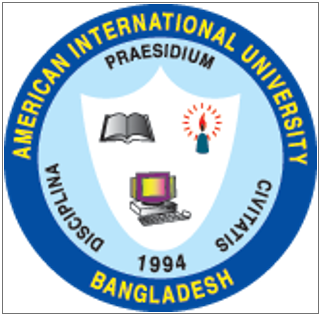 AMERICAN INTERNATIONAL UNIVERSITY
BANGLADESH
PRAESIDIUM
DISCIPLINA
CIVITATIS
1994